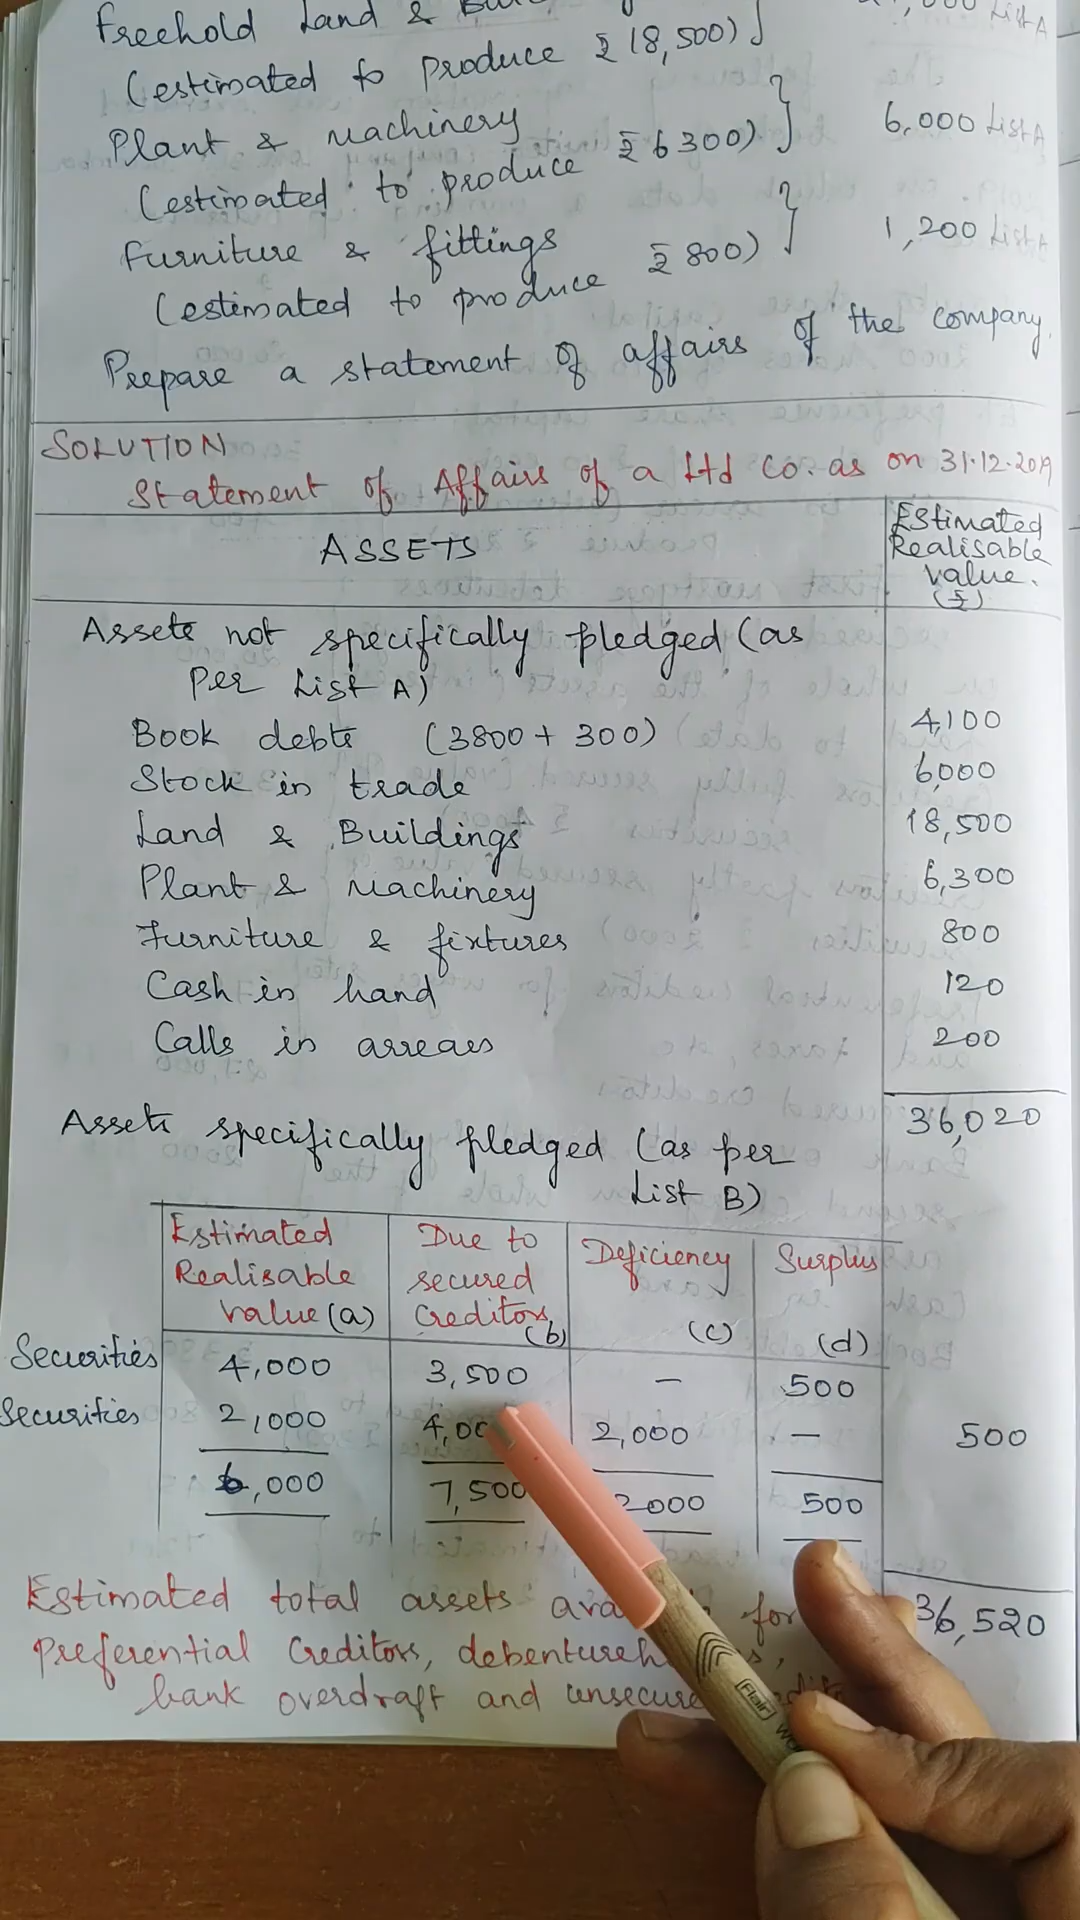 Freehold Land &
(estimated to produce ₹ 18,500)
List A
Plant & Machinery
(estimated to produce ₹ 6300)
6,000 List A
Furniture & fittings
(estimated to produce ₹ 800)
1,200 List A
Prepare a statement of affairs of the company.
SOLUTION
Statement of Affairs of a Ltd Co. as on 31.12.2019
ASSETS
Estimated
Realisable
value.
(₹)
Assets not specifically pledged (as
per List A)
Book debts (3800 + 300) 4,100
Stock in trade 6,000
Land & Buildings 18,500
Plant & Machinery 6,300
Furniture & fixtures 800
Cash in hand 120
Calls in arrears 200
36,020
Assets specifically pledged (as per
List B)
Estimated
Realisable
value (a)
Due to
secured
Creditors
(b)
Deficiency
(c)
Surplus
(d)
Securities 4,000 3,500 – 500
Securities 2,000 2,000 – 500
6,000 7,500 500
Estimated total assets for 36,520
Preferential Creditors,
bank overdraft and
Flair